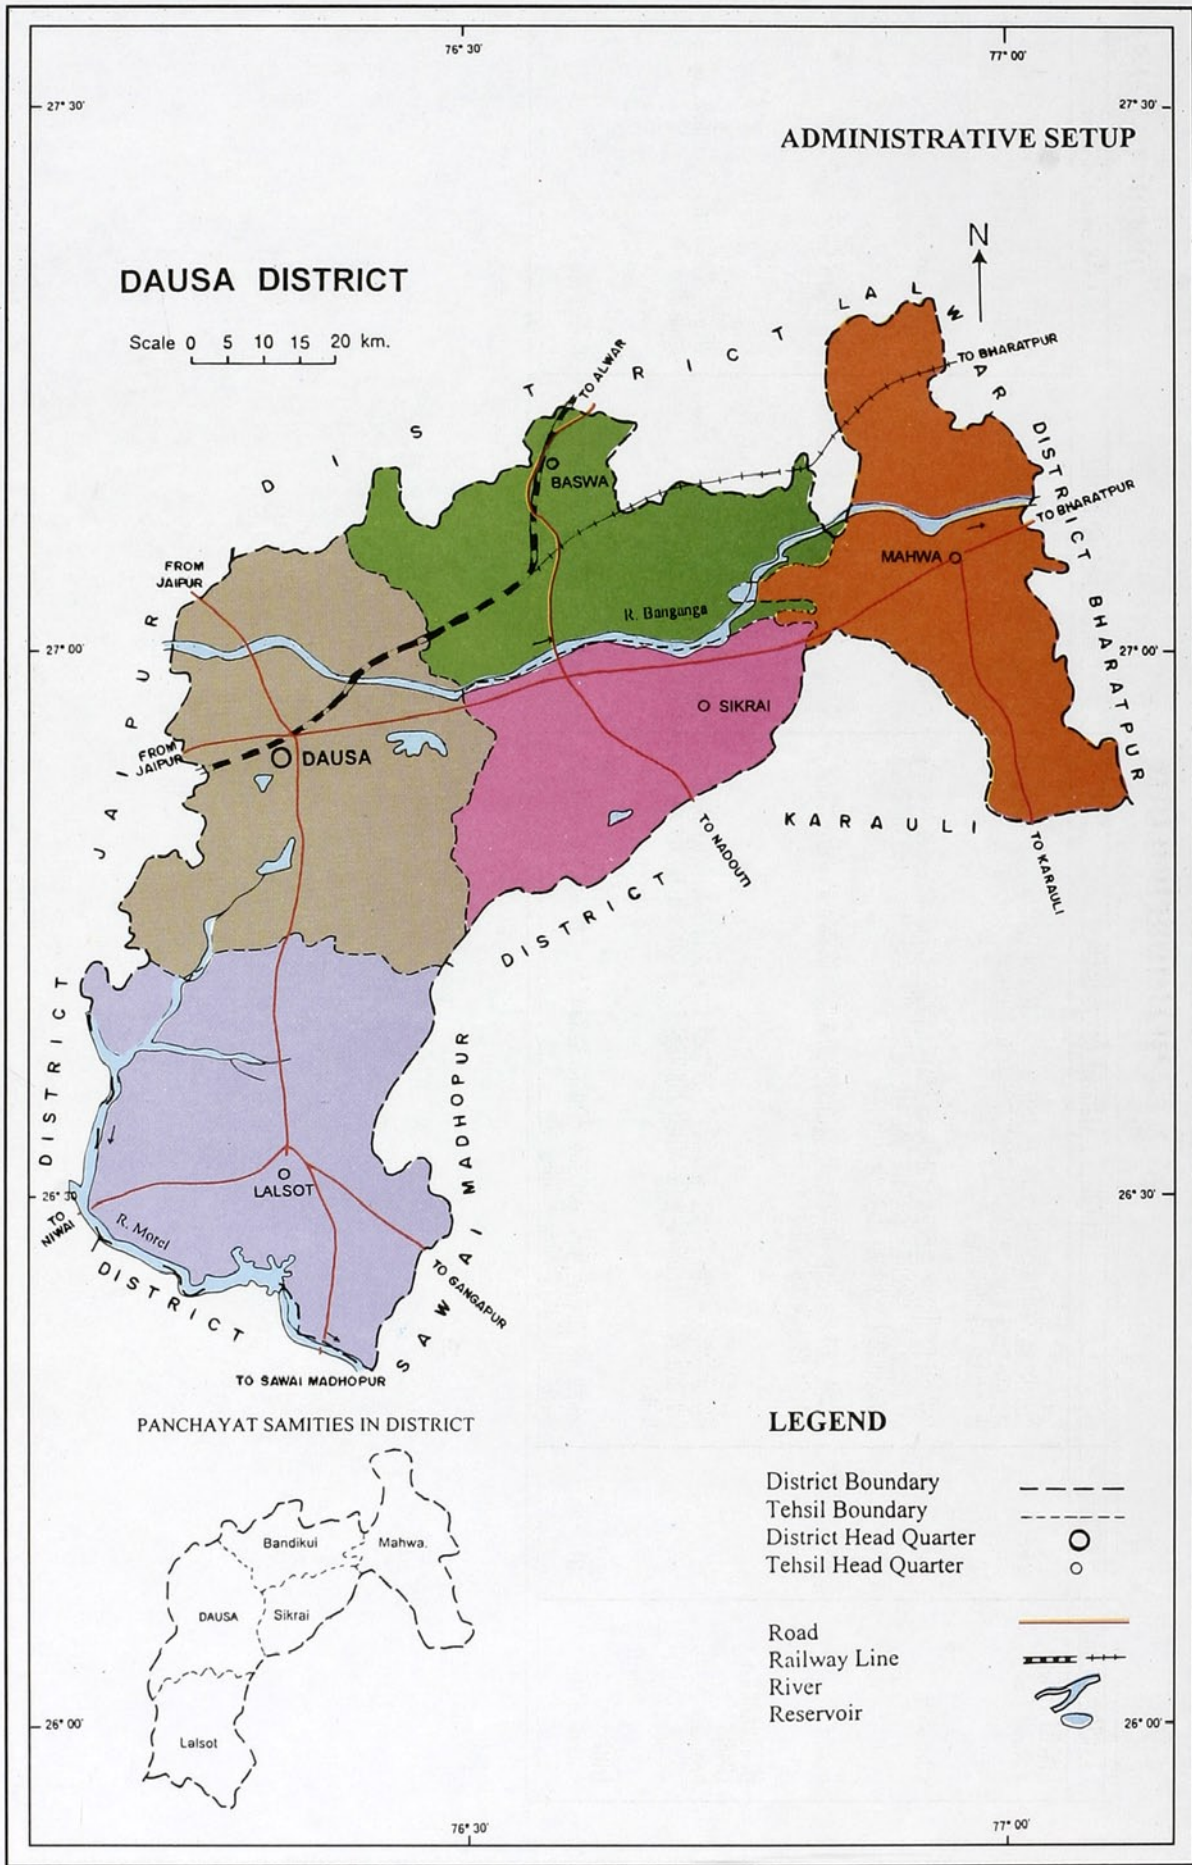 76° 30'
77° 00'
27° 30'
27° 30'
ADMINISTRATIVE SETUP
N
DAUSA DISTRICT
Scale 0 5 10 15 20 km.
DISTRICT LALWAR DISTRICT BHARATPUR
TO ALWAR
TO BHARATPUR
BASWA
TO BHARATPUR
MAHWA
FROM
JAIPUR
R. Banganga
27° 00'
27° 00'
SIKRAI
DAUSA
FROM
JAIPUR
JAIPUR
DISTRICT
KARAULI
DISTRICT
TO NADOUTI
TO KARAULI
SAWAI MADHOPUR
DISTRICT
LALSOT
26° 30
26° 30'
TO
NIWAI
R. Morel
TO GANGAPUR
TO SAWAI MADHOPUR
PANCHAYAT SAMITIES IN DISTRICT
Bandikui
Mahwa.
DAUSA
Sikrai
Lalsot
LEGEND
District Boundary
Tehsil Boundary
District Head Quarter
Tehsil Head Quarter
Road
Railway Line
River
Reservoir
26° 00'
26° 00'
76° 30'
77° 00'